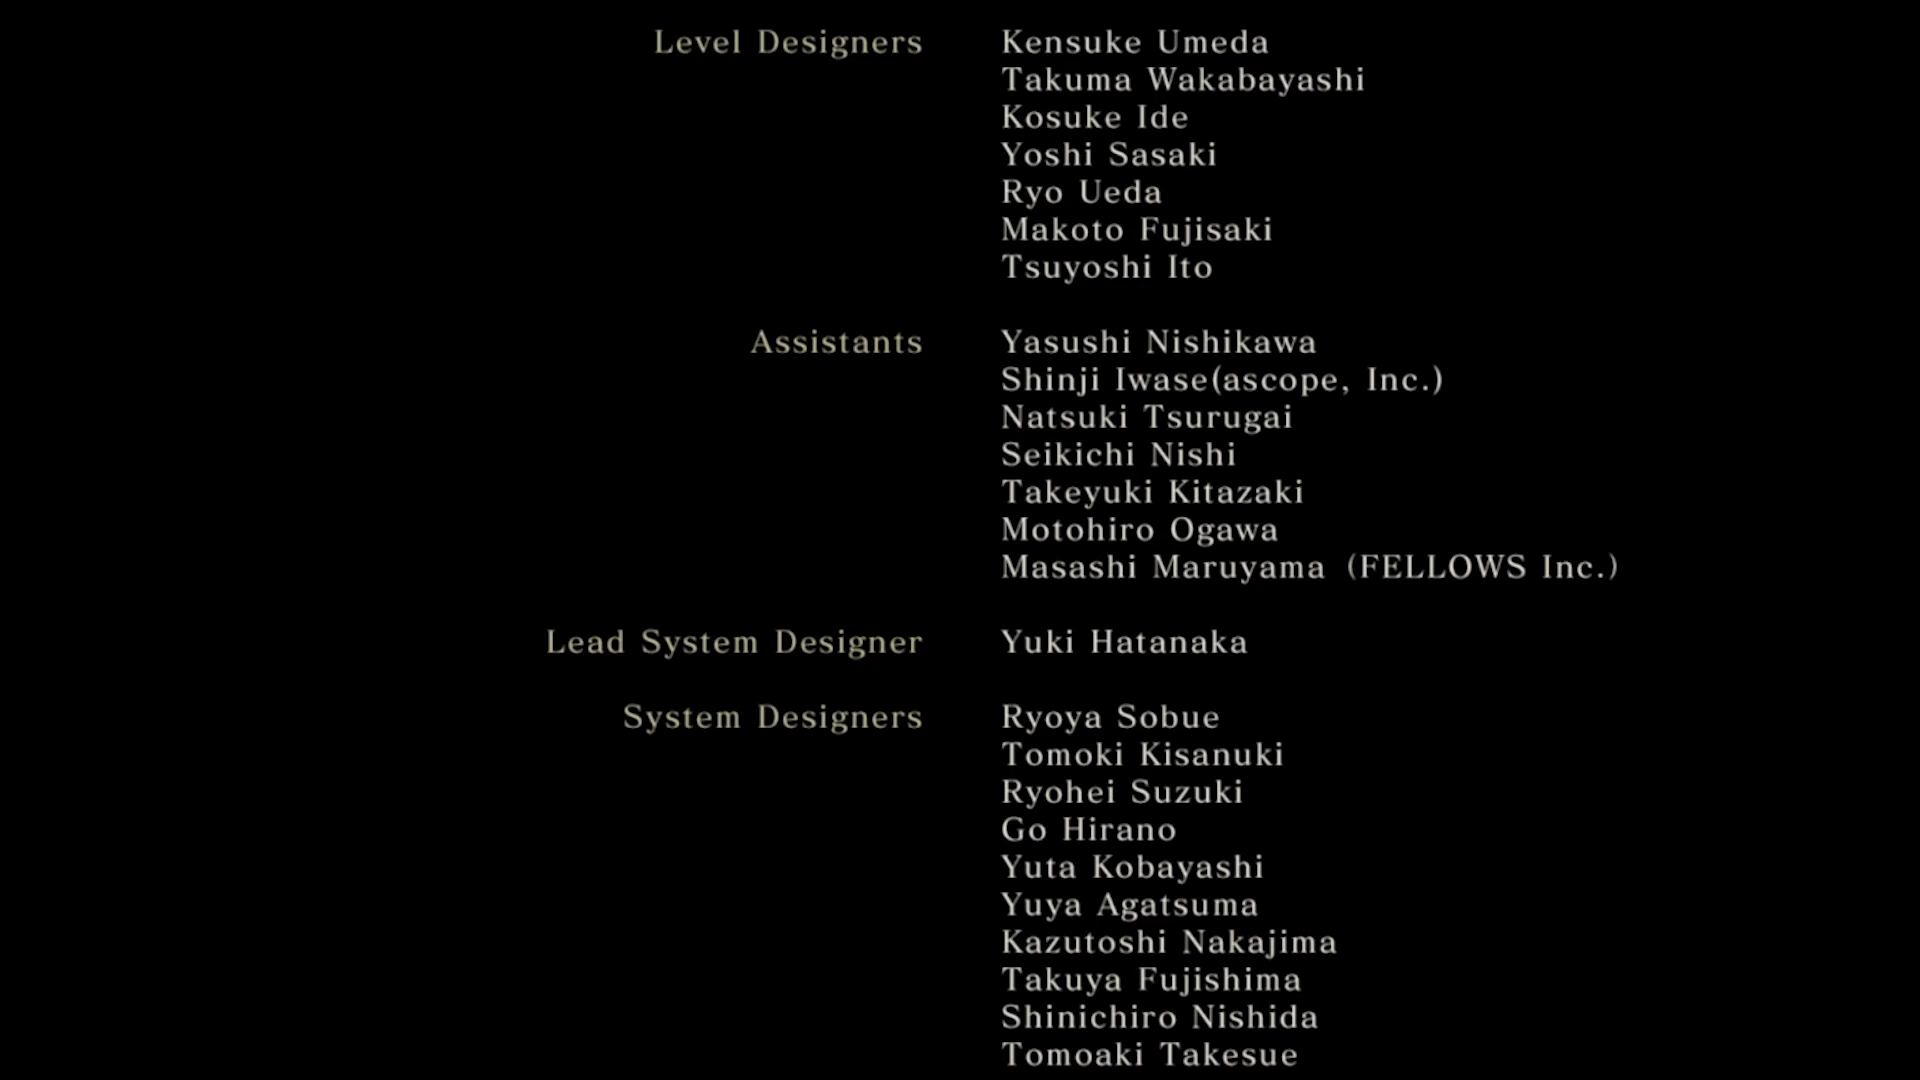 Level Designers Kensuke Umeda
Takuma Wakabayashi
Kosuke Ide
Yoshi Sasaki
Ryo Ueda
Makoto Fujisaki
Tsuyoshi Ito
Assistants Yasushi Nishikawa
Shinji Iwase(ascope, Inc.)
Natsuki Tsurugai
Seikichi Nishi
Takeyuki Kitazaki
Motohiro Ogawa
Masashi Maruyama (FELLOWS Inc.)
Lead System Designer Yuki Hatanaka
System Designers Ryoya Sobue
Tomoki Kisanuki
Ryohei Suzuki
Go Hirano
Yuta Kobayashi
Yuya Agatsuma
Kazutoshi Nakajima
Takuya Fujishima
Shinichiro Nishida
Tomoaki Takesue